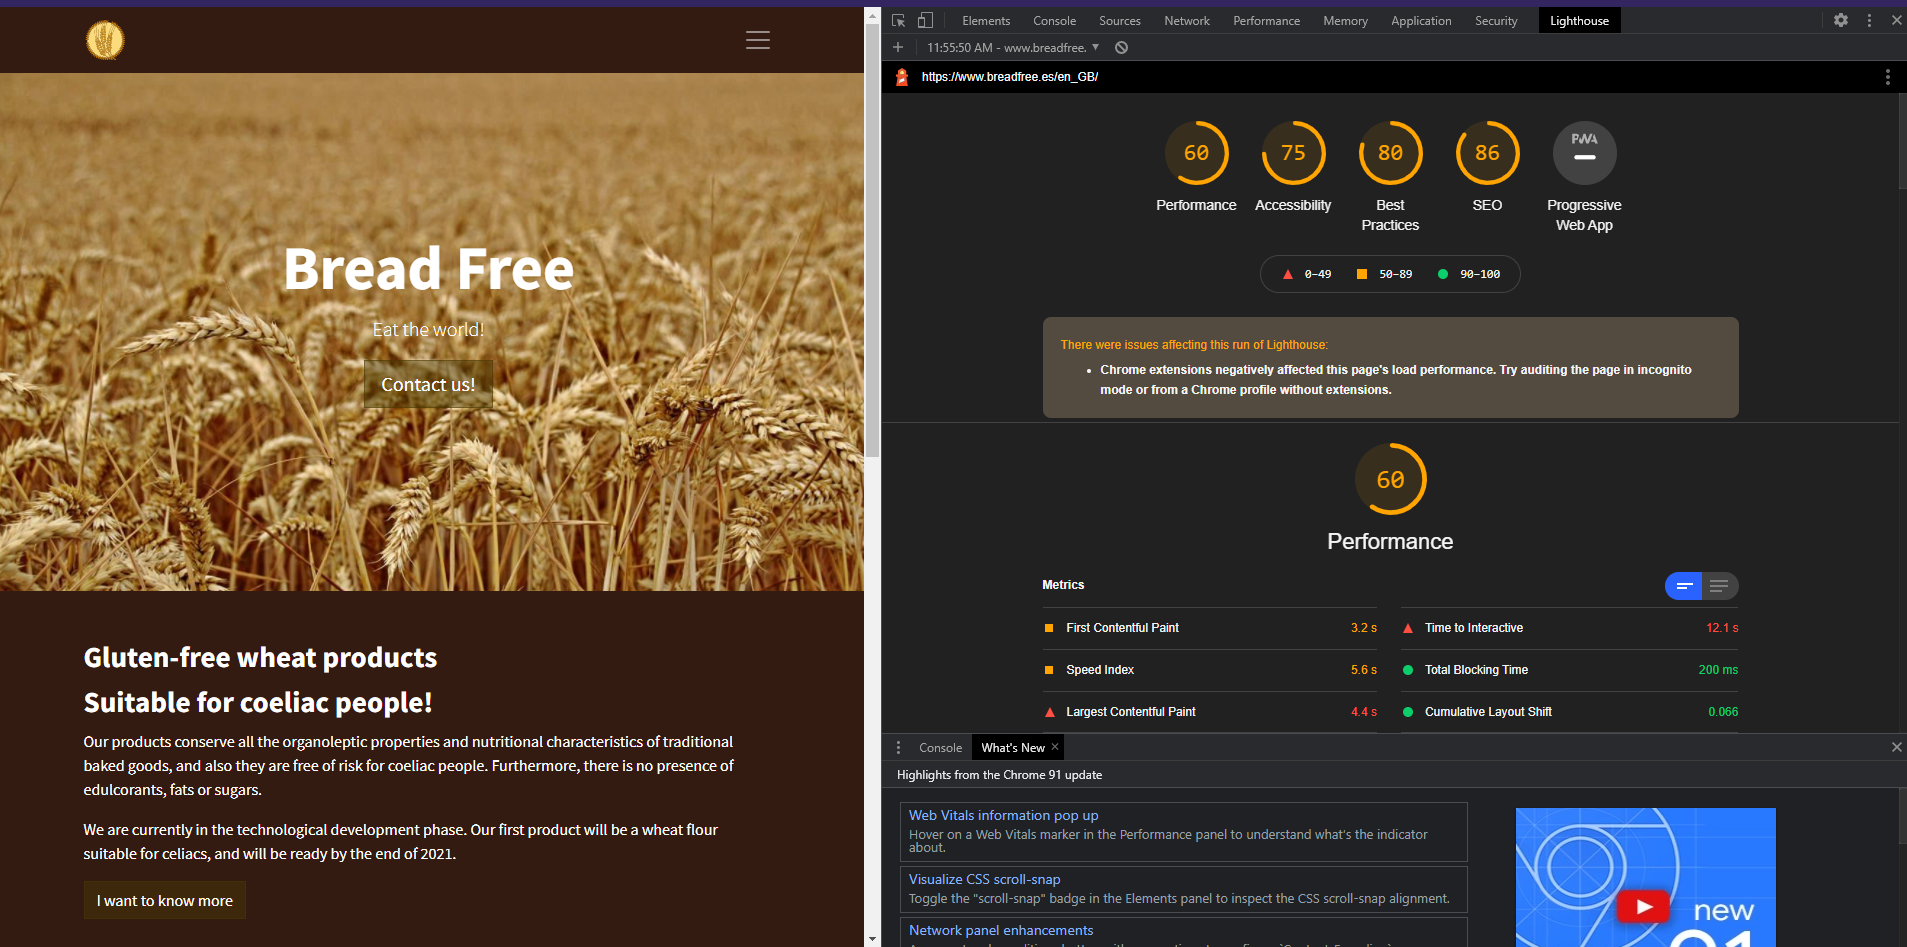 Bread Free
Eat the world!
Contact us!
Gluten-free wheat products
Suitable for coeliac people!
Our products conserve all the organoleptic properties and nutritional characteristics of traditional
baked goods, and also they are free of risk for coeliac people. Furthermore, there is no presence of
edulcorants, fats or sugars.
We are currently in the technological development phase. Our first product will be a wheat flour
suitable for celiacs, and will be ready by the end of 2021.
I want to know more
Elements Console Sources Network Performance Memory Application Security Lighthouse
11:55:50 AM - www.breadfree.
https://www.breadfree.es/en_GB/
60 75 80 86 PWA
Performance Accessibility Best Practices SEO Progressive Web App
0–49 50–89 90–100
There were issues affecting this run of Lighthouse:
Chrome extensions negatively affected this page's load performance. Try auditing the page in incognito
mode or from a Chrome profile without extensions.
60
Performance
Metrics
First Contentful Paint 3.2 s
Time to Interactive 12.1 s
Speed Index 5.6 s
Total Blocking Time 200 ms
Largest Contentful Paint 4.4 s
Cumulative Layout Shift 0.066
Console What's New
Highlights from the Chrome 91 update
Web Vitals information pop up
Hover on a Web Vitals marker in the Performance panel to understand what's the indicator
about.
Visualize CSS scroll-snap
Toggle the "scroll-snap" badge in the Elements panel to inspect the CSS scroll-snap alignment.
Network panel enhancements
new
91